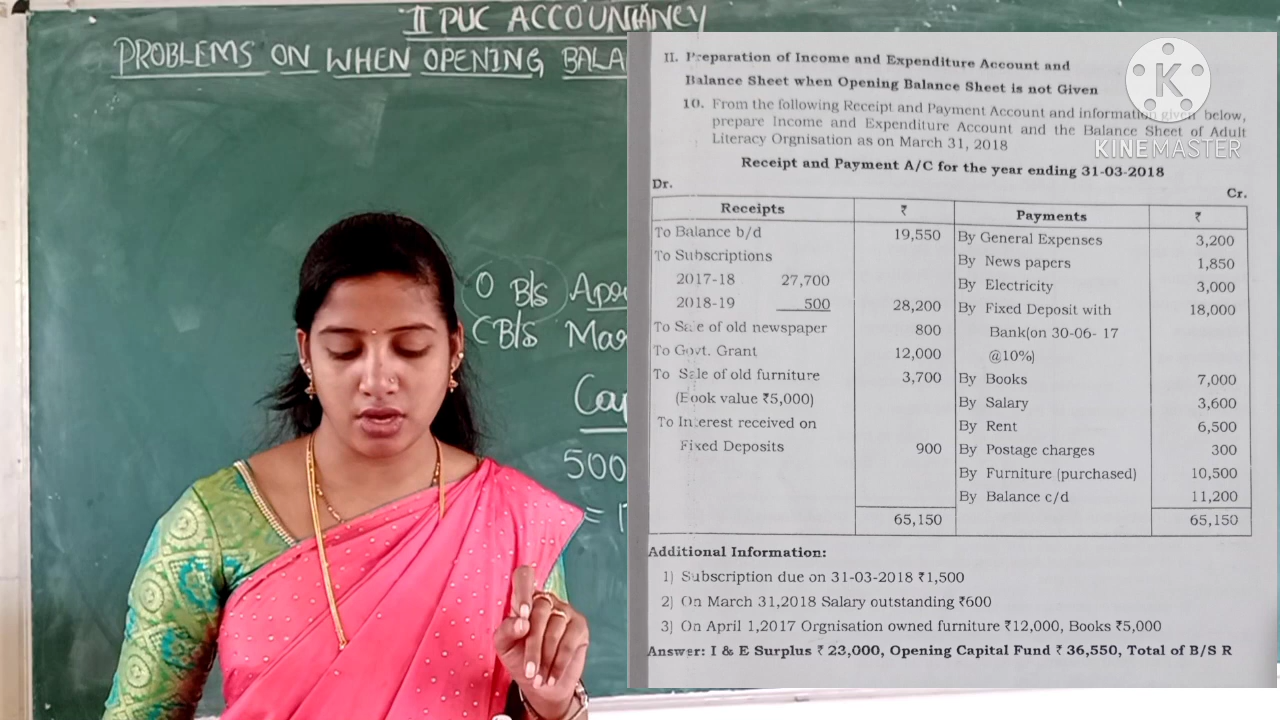 II PUC ACCOUNTANCY
PROBLEMS ON WHEN OPENING BALA
O B/s
C B/s
500
II. Preparation of Income and Expenditure Account and
Balance Sheet when Opening Balance Sheet is not Given
10. From the following Receipt and Payment Account and information given below,
prepare Income and Expenditure Account and the Balance Sheet of Adult
Literacy Orgnisation as on March 31, 2018
K
KINEMASTER
Receipt and Payment A/C for the year ending 31-03-2018
Dr. Cr.
Receipts ₹ Payments ₹
To Balance b/d 19,550 By General Expenses 3,200
To Subscriptions By News papers 1,850
2017-18 27,700 By Electricity 3,000
2018-19 500 28,200 By Fixed Deposit with 18,000
To Sale of old newspaper 800 Bank(on 30-06- 17
To Govt. Grant 12,000 @10%)
To Sale of old furniture 3,700 By Books 7,000
(Book value ₹5,000) By Salary 3,600
To Interest received on By Rent 6,500
Fixed Deposits 900 By Postage charges 300
By Furniture (purchased) 10,500
By Balance c/d 11,200
65,150 65,150
Additional Information:
1) Subscription due on 31-03-2018 ₹1,500
2) On March 31,2018 Salary outstanding ₹600
3) On April 1,2017 Orgnisation owned furniture ₹12,000, Books ₹5,000
Answer: I & E Surplus ₹ 23,000, Opening Capital Fund ₹ 36,550, Total of B/S R